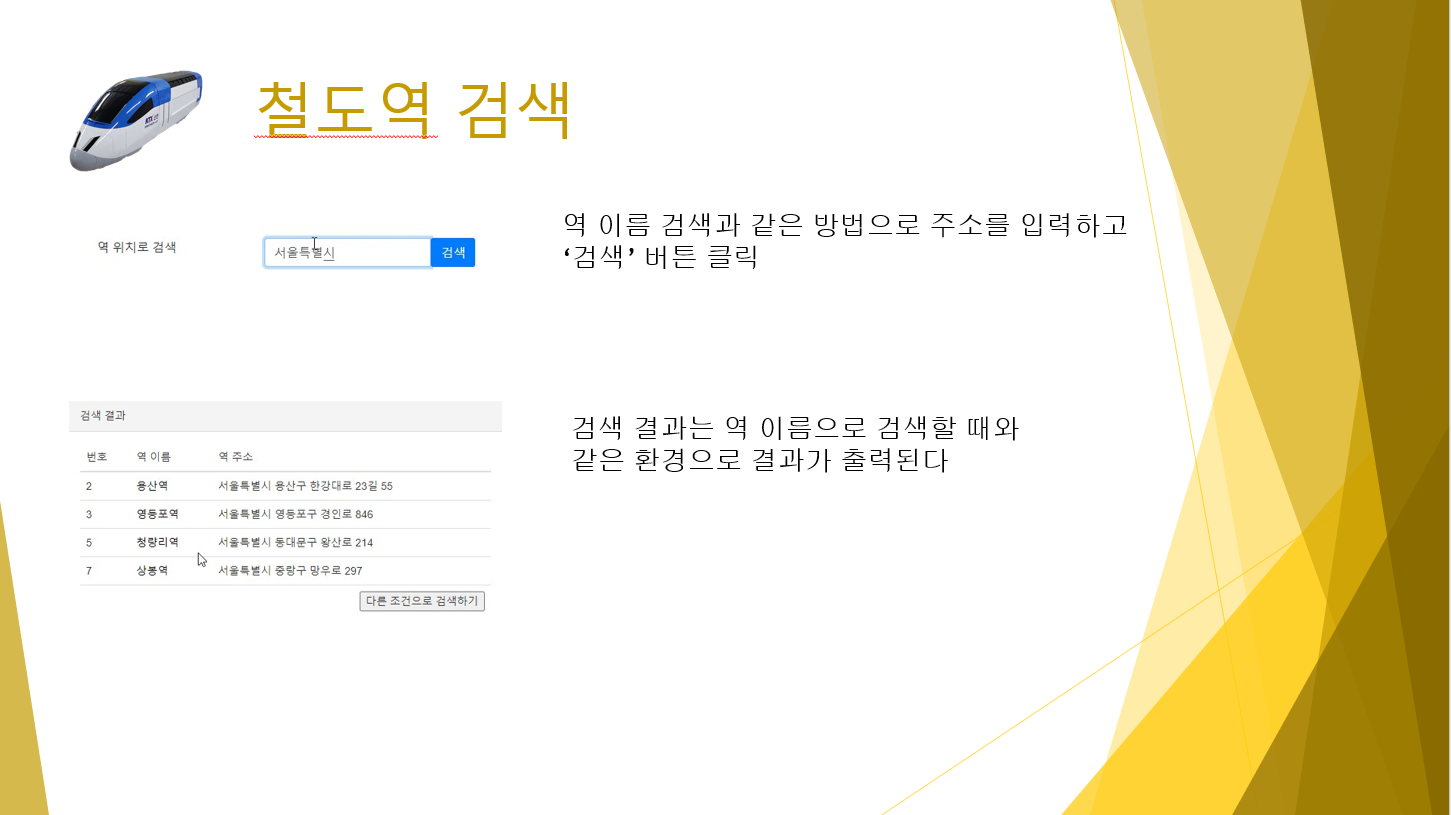 철도역 검색
역 위치로 검색
서울특별시
검색
역 이름 검색과 같은 방법으로 주소를 입력하고
‘검색’ 버튼 클릭
검색 결과
번호 역 이름 역 주소
2 용산역 서울특별시 용산구 한강대로 23길 55
3 영등포역 서울특별시 영등포구 경인로 846
5 청량리역 서울특별시 동대문구 왕산로 214
7 상봉역 서울특별시 중랑구 망우로 297
다른 조건으로 검색하기
검색 결과는 역 이름으로 검색할 때와
같은 환경으로 결과가 출력된다